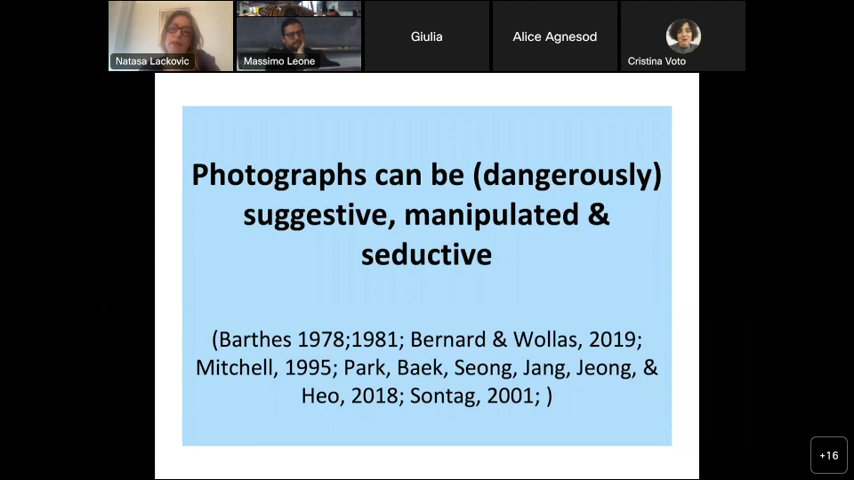 Natasa Lackovic
Massimo Leone
Giulia
Alice Agnesod
Cristina Voto
Photographs can be (dangerously)
suggestive, manipulated &
seductive
(Barthes 1978;1981; Bernard & Wollas, 2019;
Mitchell, 1995; Park, Baek, Seong, Jang, Jeong, &
Heo, 2018; Sontag, 2001; )
+16